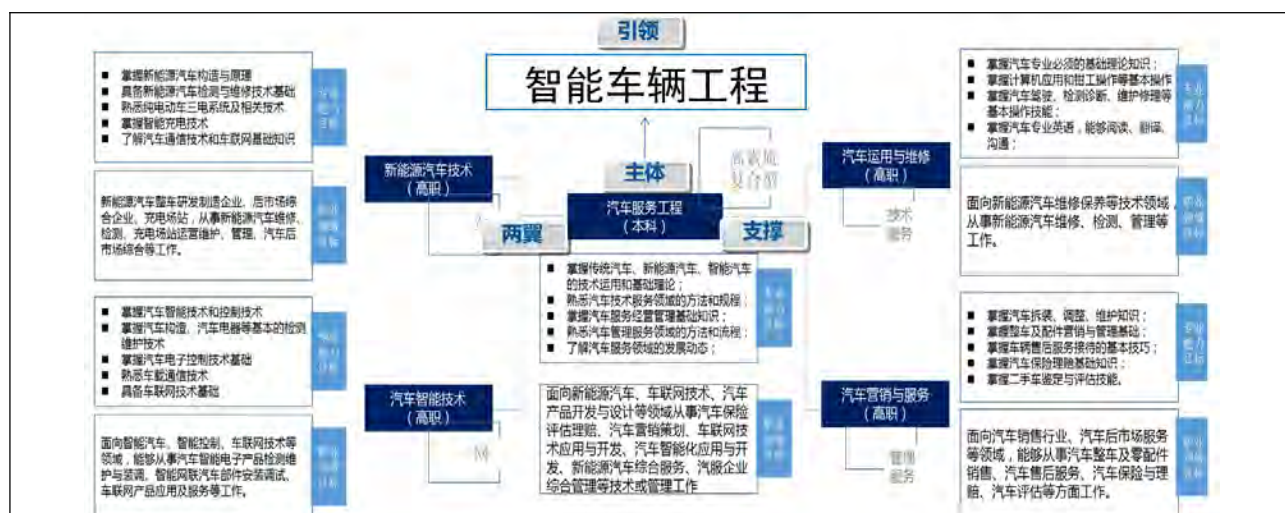 引领
智能车辆工程
■ 掌握新能源汽车构造与原理
■ 具备新能源汽车检测与维修技术基础
■ 熟悉纯电动车三电系统及相关技术
■ 掌握智能充电技术
■ 了解汽车通信技术和车联网基础知识
新能源汽车整车研发制造企业、后市场综
合企业、充电场站，从事新能源汽车维修、
检测、充电场站运营维护、管理、汽车后
市场综合等工作。
新能源汽车技术
（高职）
■ 掌握汽车智能技术和控制技术
■ 掌握汽车构造、汽车电器等基本的检测
维护技术
■ 掌握汽车电子控制技术基础
■ 熟悉车载通信技术
■ 具备车联网技术基础
面向智能汽车、智能控制、车联网技术等
领域，能够从事汽车智能电子产品检测维
护与装调、智能网联汽车部件安装调试、
车联网产品应用及服务等工作。
汽车智能技术
（高职）
主体
汽车服务工程
（本科）
两翼
支撑
复合型
■ 掌握传统汽车、新能源汽车、智能汽车
的技术运用和基础理论；
■ 熟悉汽车技术服务领域的方法和规程；
■ 掌握汽车服务经营管理基础知识；
■ 熟悉汽车管理服务领域的方法和流程；
■ 了解汽车服务领域的发展动态；
面向新能源汽车、车联网技术、汽车
产品开发与设计等领域从事汽车保险
评估理赔、汽车营销策划、车联网技
术应用与开发、汽车智能化应用与开
发、新能源汽车综合服务、汽服企业
综合管理等技术或管理工作
汽车运用与维修
（高职）
技术
服务
■ 掌握汽车专业必须的基础理论知识；
■ 掌握计算机应用和钳工操作等基本操作
■ 掌握汽车驾驶、检测诊断、维护修理等
基本操作技能；
■ 掌握汽车专业英语，能够阅读、翻译、
沟通；
专业
能力
目标
面向新能源汽车维修保养等技术领域
从事新能源汽车维修、检测、管理等
工作。
汽车营销与服务
（高职）
管理
服务
■ 掌握汽车拆装、调整、维护知识；
■ 掌握整车及配件营销与管理基础；
■ 掌握车辆售后服务接待的基本技巧；
■ 掌握汽车保险理赔基础知识；
■ 掌握二手车鉴定与评估技能。
专业
能力
目标
面向汽车销售行业、汽车后市场服务
等领域，能够从事汽车整车及零配件
销售、汽车售后服务、汽车保险与理
赔、汽车评估等方面工作。